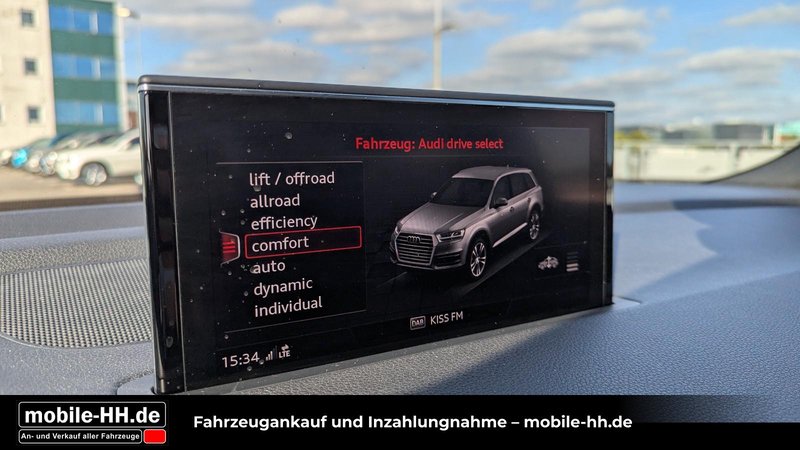 Fahrzeug: Audi drive select
lift / offroad
allroad
efficiency
comfort
auto
dynamic
individual
DAB KISS FM
15:34 LTE
mobile-HH.de
An- und Verkauf aller Fahrzeuge
Fahrzeugankauf und Inzahlungnahme – mobile-hh.de